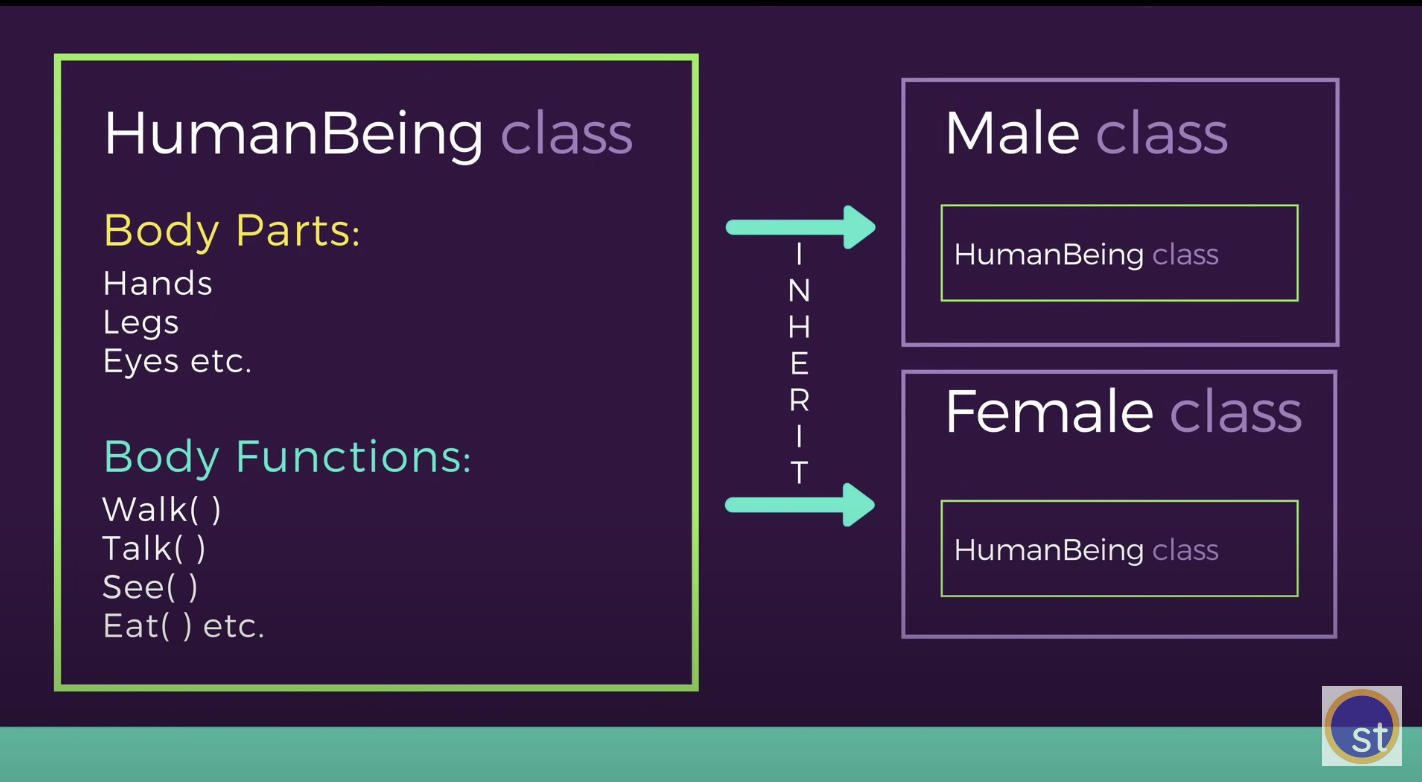 HumanBeing class
Body Parts:
Hands
Legs
Eyes etc.
Body Functions:
Walk( )
Talk( )
See( )
Eat( ) etc.
INHERIT
Male class
HumanBeing class
Female class
HumanBeing class
st